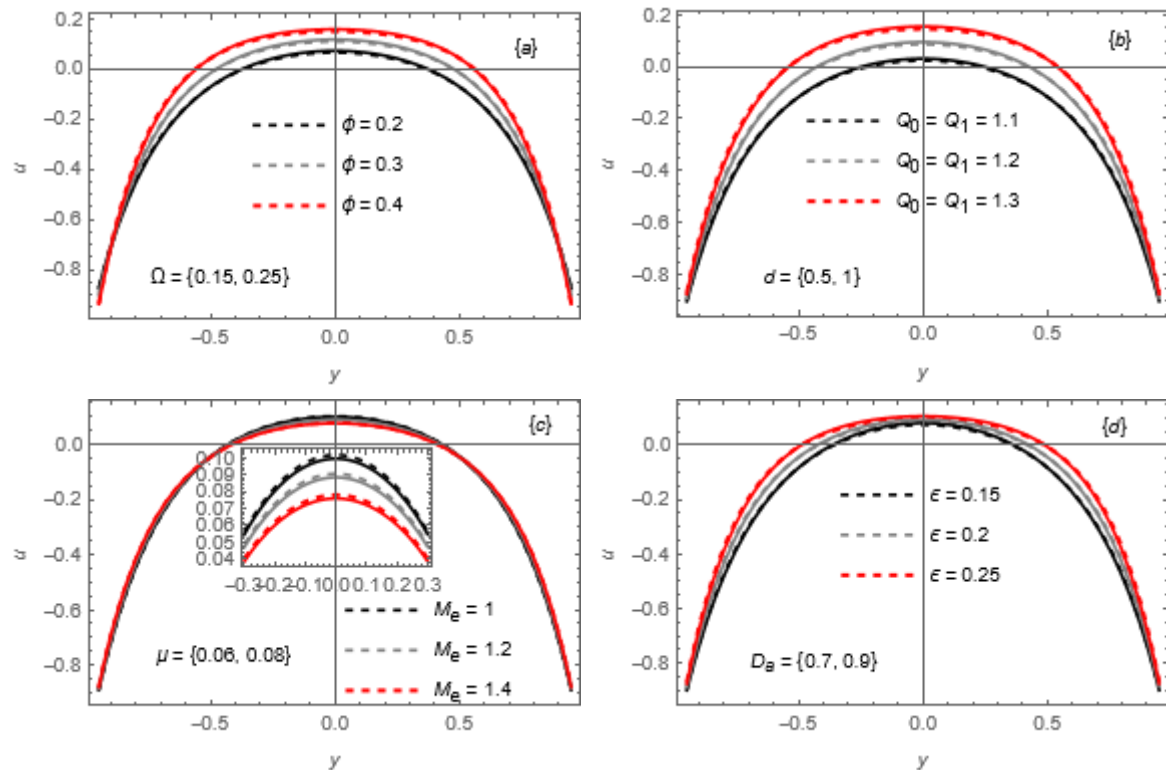 {a}
0.2
0.0
−0.2
−0.4
−0.6
−0.8
u
ϕ = 0.2
ϕ = 0.3
ϕ = 0.4
Ω = {0.15, 0.25}
−0.5
0.0
0.5
y
{b}
0.2
0.0
−0.2
−0.4
−0.6
−0.8
u
Q0 = Q1 = 1.1
Q0 = Q1 = 1.2
Q0 = Q1 = 1.3
d = {0.5, 1}
−0.5
0.0
0.5
y
{c}
0.0
−0.2
−0.4
−0.6
−0.8
u
0.10
0.09
0.08
0.07
0.06
0.05
0.04
−0.3−0.2−0.10.00.10.20.3
Me = 1
Me = 1.2
Me = 1.4
μ = {0.06, 0.08}
−0.5
0.0
0.5
y
{d}
0.0
−0.2
−0.4
−0.6
−0.8
u
ϵ = 0.15
ϵ = 0.2
ϵ = 0.25
DB = {0.7, 0.9}
−0.5
0.0
0.5
y